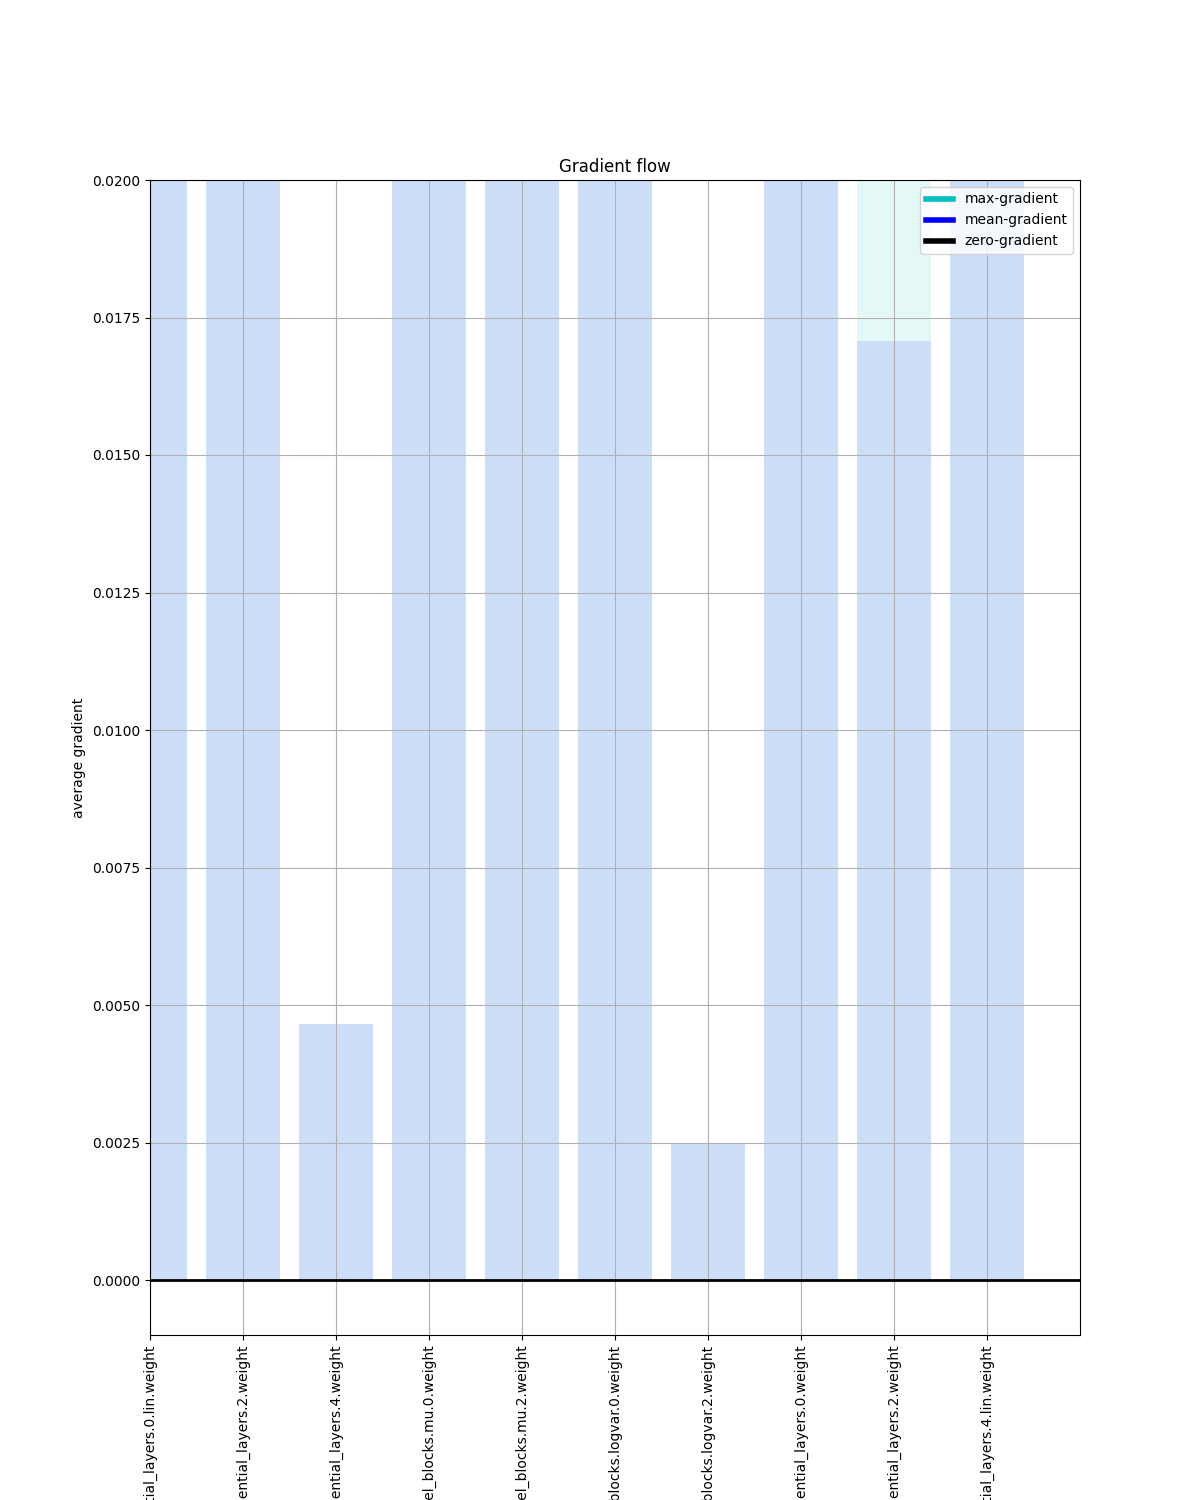 Gradient flow
max-gradient
mean-gradient
zero-gradient
0.0200
0.0175
0.0150
0.0125
0.0100
0.0075
0.0050
0.0025
0.0000
average gradient
tial_layers.0.lin.weight
ential_layers.2.weight
ential_layers.4.weight
el_blocks.mu.0.weight
el_blocks.mu.2.weight
blocks.logvar.0.weight
blocks.logvar.2.weight
ential_layers.0.weight
ential_layers.2.weight
tial_layers.4.lin.weight